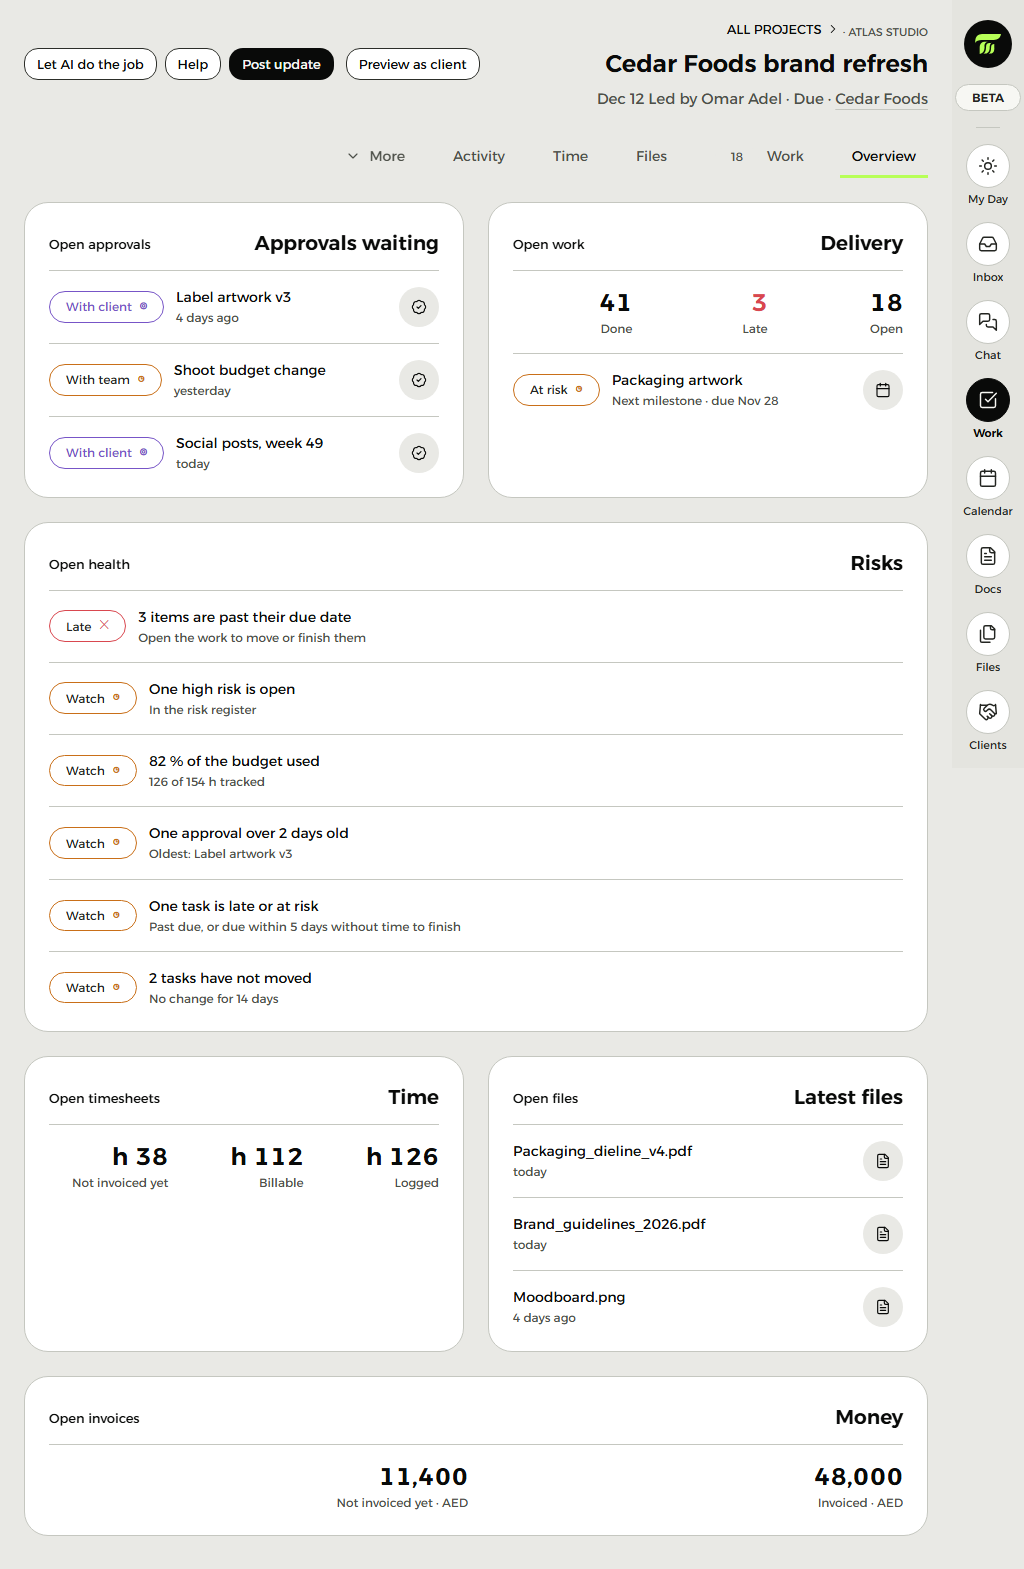 ALL PROJECTS
· ATLAS STUDIO
Cedar Foods brand refresh
Dec 12 Led by Omar Adel · Due · Cedar Foods
Let AI do the job
Help
Post update
Preview as client
BETA
More
Activity
Time
Files
18
Work
Overview
My Day
Inbox
Chat
Work
Calendar
Docs
Files
Clients
Open approvals
Approvals waiting
With client
Label artwork v3
4 days ago
With team
Shoot budget change
yesterday
With client
Social posts, week 49
today
Open work
Delivery
41
Done
3
Late
18
Open
At risk
Packaging artwork
Next milestone · due Nov 28
Open health
Risks
Late
3 items are past their due date
Open the work to move or finish them
Watch
One high risk is open
In the risk register
Watch
82 % of the budget used
126 of 154 h tracked
Watch
One approval over 2 days old
Oldest: Label artwork v3
Watch
One task is late or at risk
Past due, or due within 5 days without time to finish
Watch
2 tasks have not moved
No change for 14 days
Open timesheets
Time
h 38
Not invoiced yet
h 112
Billable
h 126
Logged
Open files
Latest files
Packaging_dieline_v4.pdf
today
Brand_guidelines_2026.pdf
today
Moodboard.png
4 days ago
Open invoices
Money
11,400
Not invoiced yet · AED
48,000
Invoiced · AED